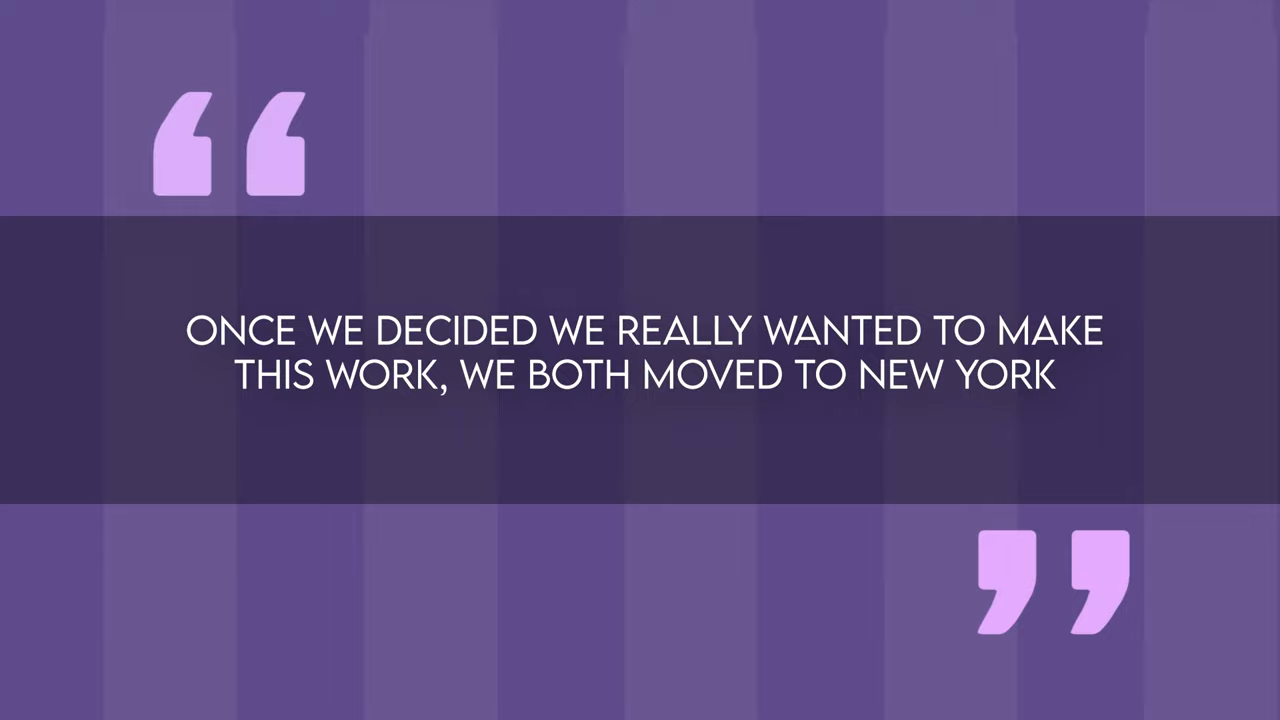 “
ONCE WE DECIDED WE REALLY WANTED TO MAKE
THIS WORK, WE BOTH MOVED TO NEW YORK
”